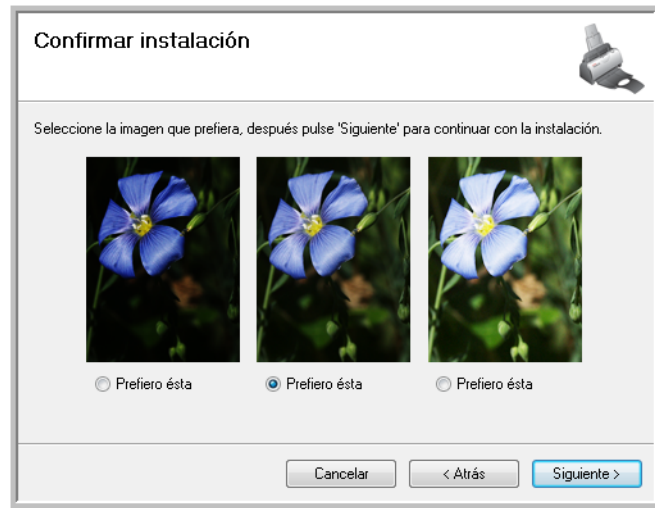 Confirmar instalación
Seleccione la imagen que prefiera, después pulse 'Siguiente' para continuar con la instalación.
Prefiero ésta
Prefiero ésta
Prefiero ésta
Cancelar
< Atrás
Siguiente >